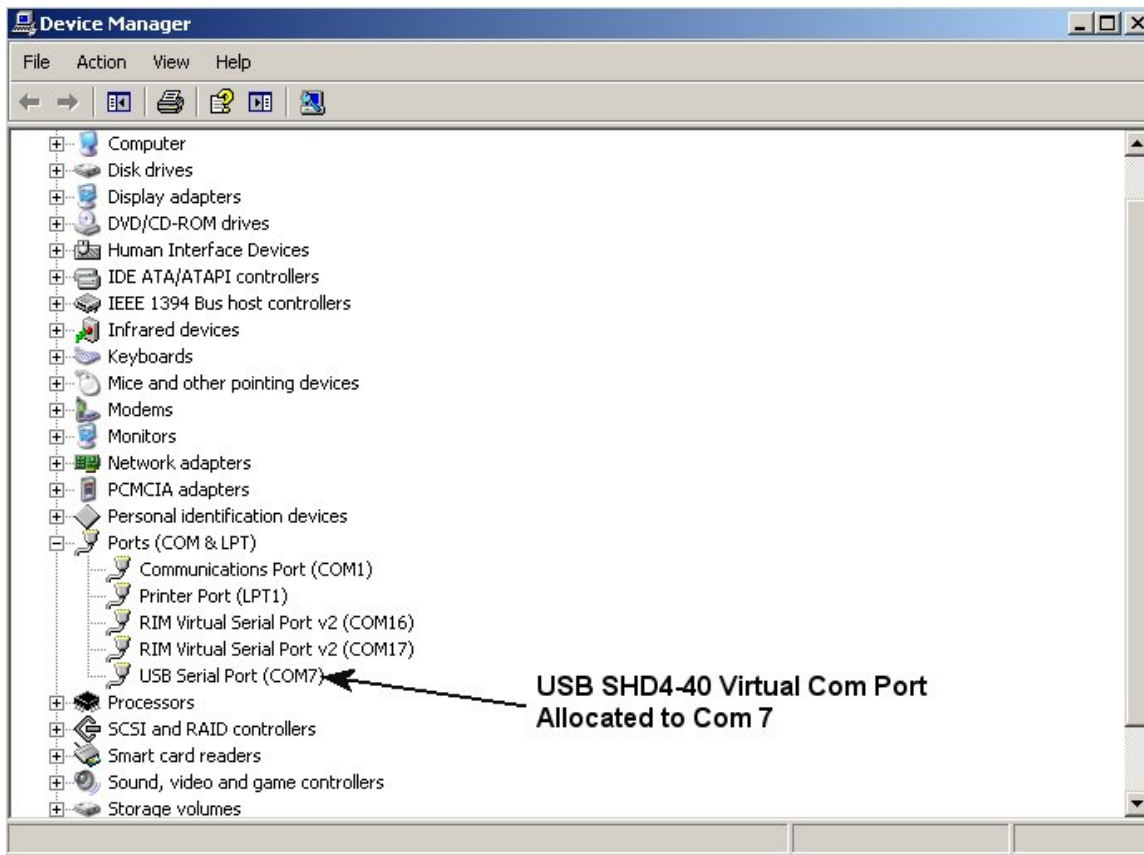 Device Manager
File Action View Help
Computer
Disk drives
Display adapters
DVD/CD-ROM drives
Human Interface Devices
IDE ATA/ATAPI controllers
IEEE 1394 Bus host controllers
Infrared devices
Keyboards
Mice and other pointing devices
Modems
Monitors
Network adapters
PCMCIA adapters
Personal identification devices
Ports (COM & LPT)
Communications Port (COM1)
Printer Port (LPT1)
RIM Virtual Serial Port v2 (COM16)
RIM Virtual Serial Port v2 (COM17)
USB Serial Port (COM7)
USB SHD4-40 Virtual Com Port
Allocated to Com 7
Processors
SCSI and RAID controllers
Smart card readers
Sound, video and game controllers
Storage volumes